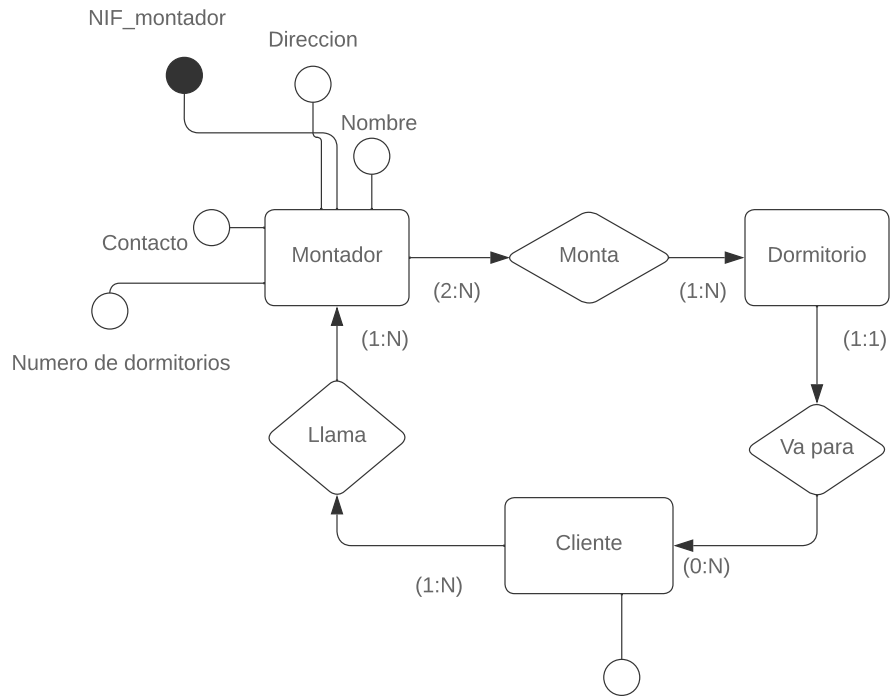 NIF_montador
Direccion
Nombre
Contacto
Montador
Monta
Dormitorio
(2:N)
(1:N)
(1:N)
(1:1)
Numero de dormitorios
Llama
Va para
Cliente
(0:N)
(1:N)